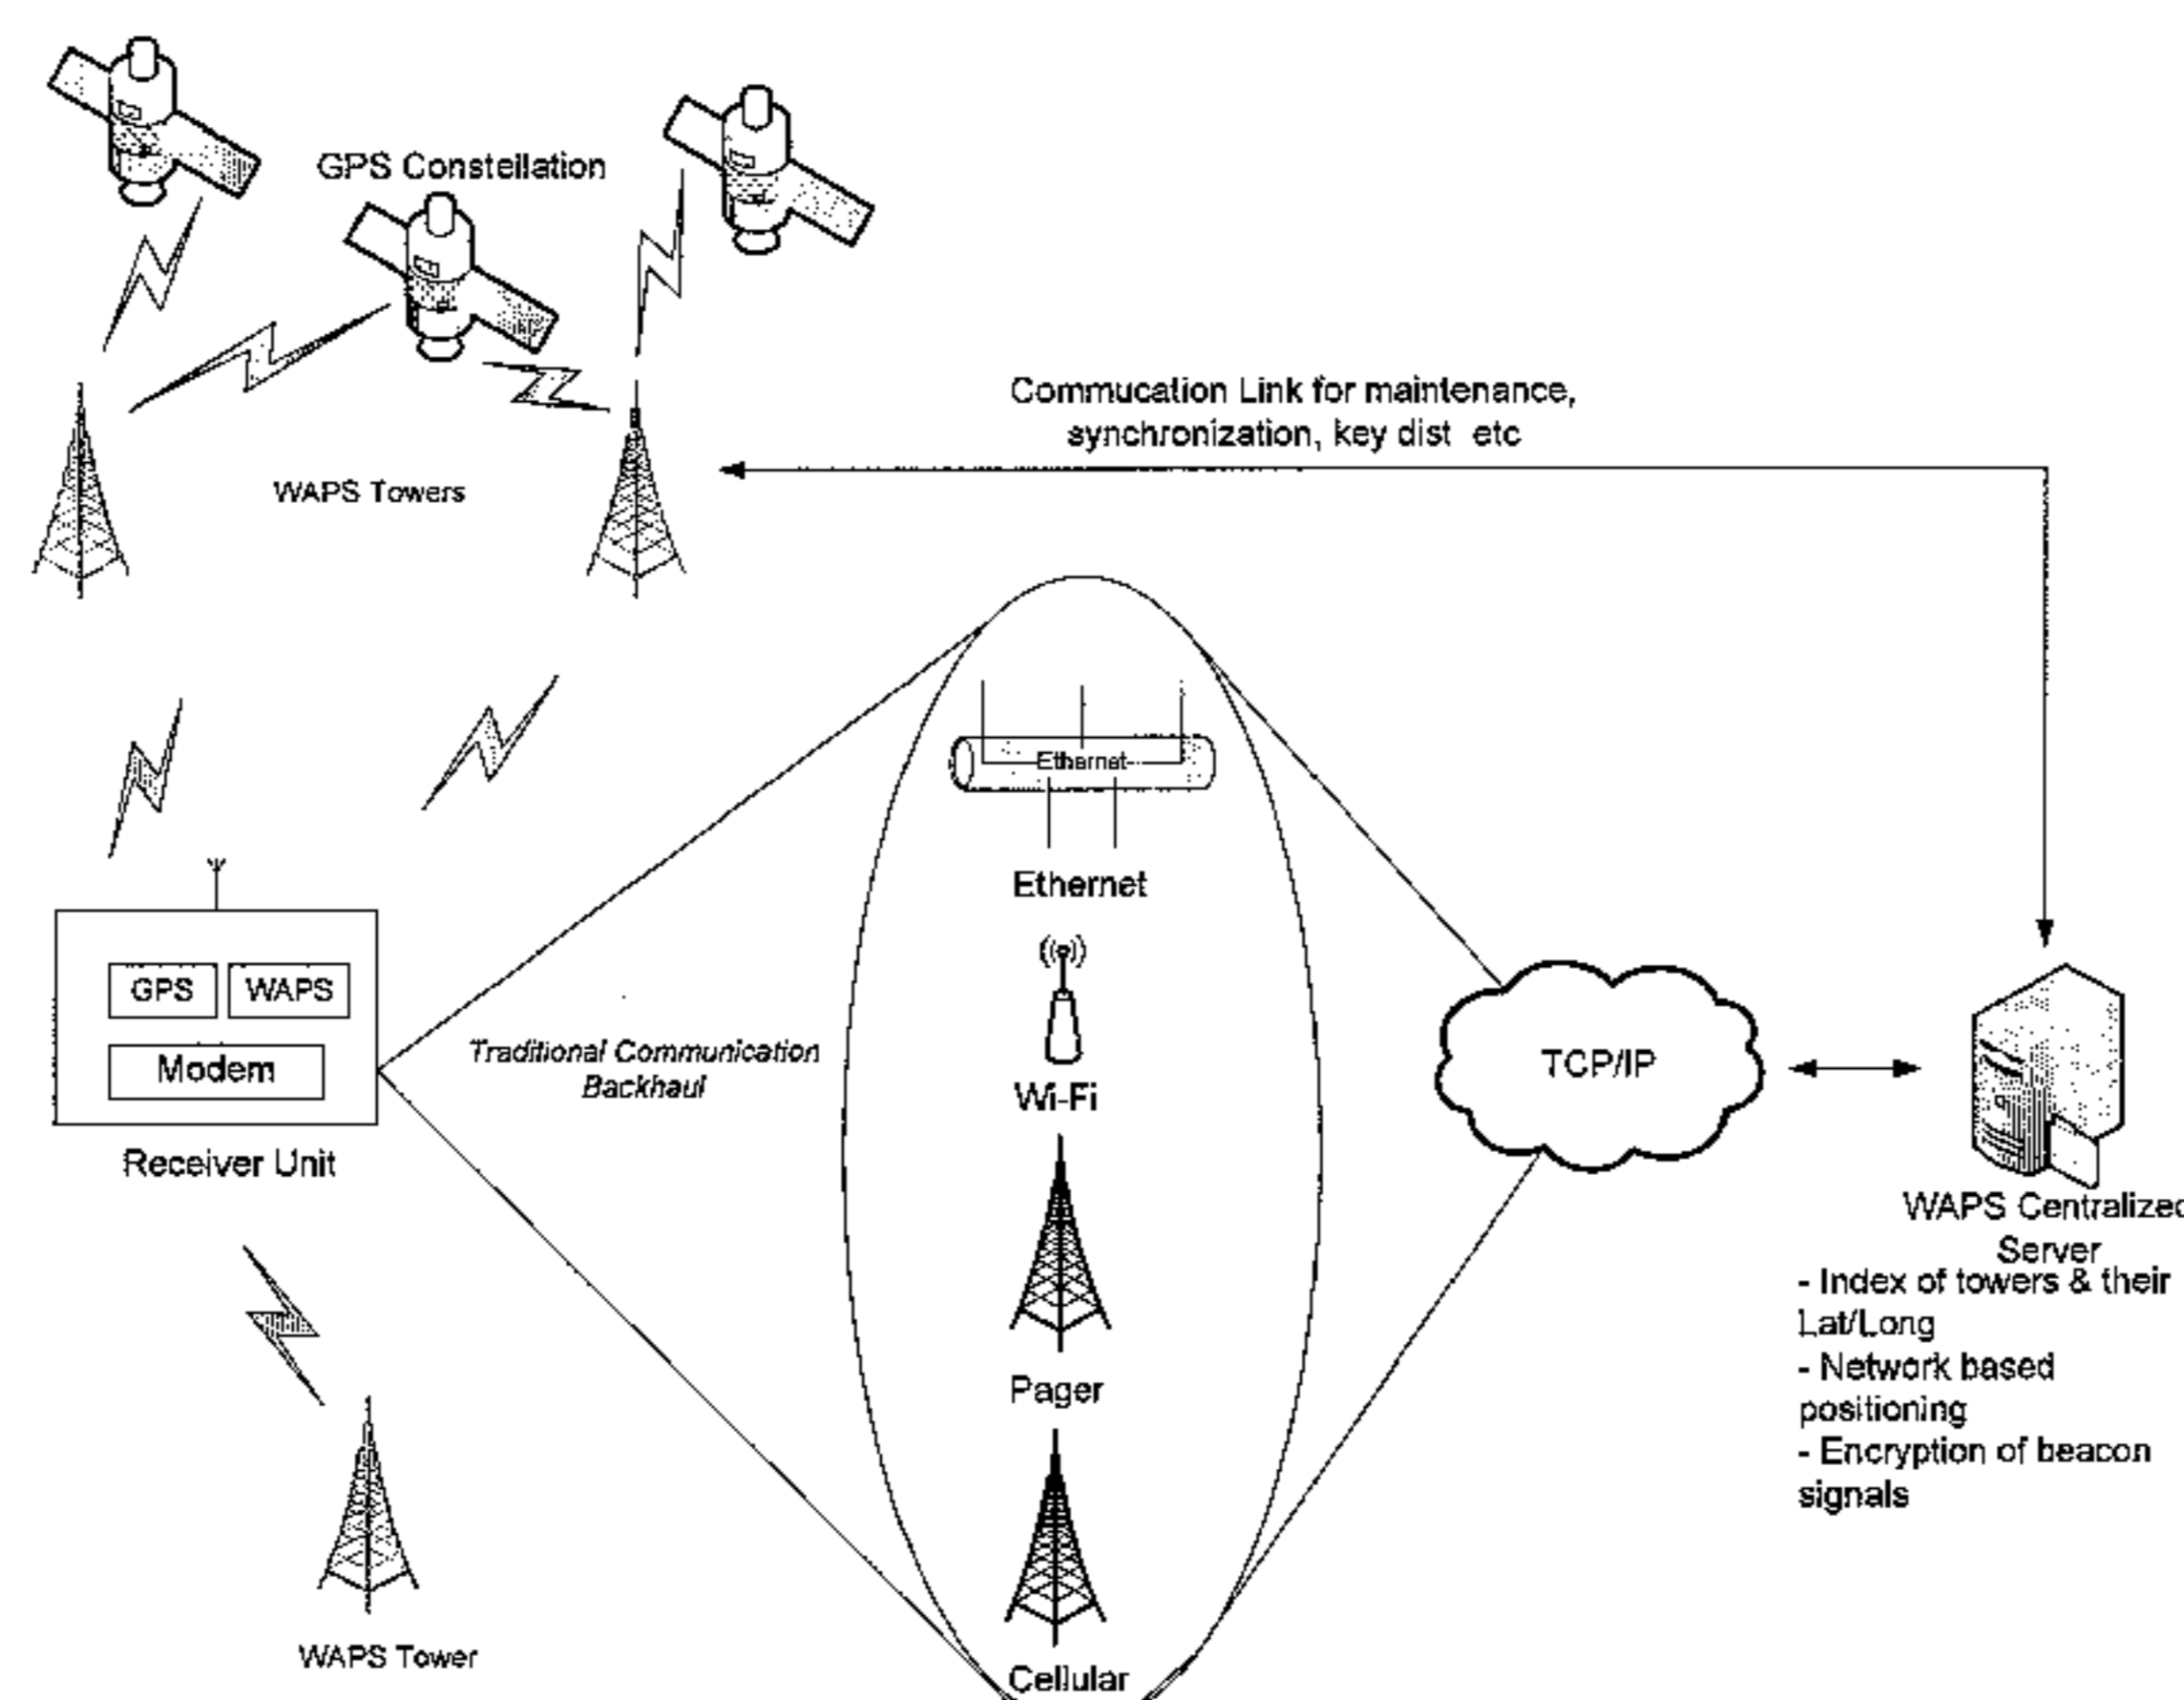 GPS Constellation
Commucation Link for maintenance,
synchronization, key dist etc
WAPS Towers
Ethernet
Ethernet
GPS
WAPS
Modem
Receiver Unit
Traditional Communication
Backhaul
Wi-Fi
TCP/IP
Pager
WAPS Centralized
Server
- Index of towers & their
Lat/Long
- Network based
positioning
- Encryption of beacon
signals
WAPS Tower
Cellular